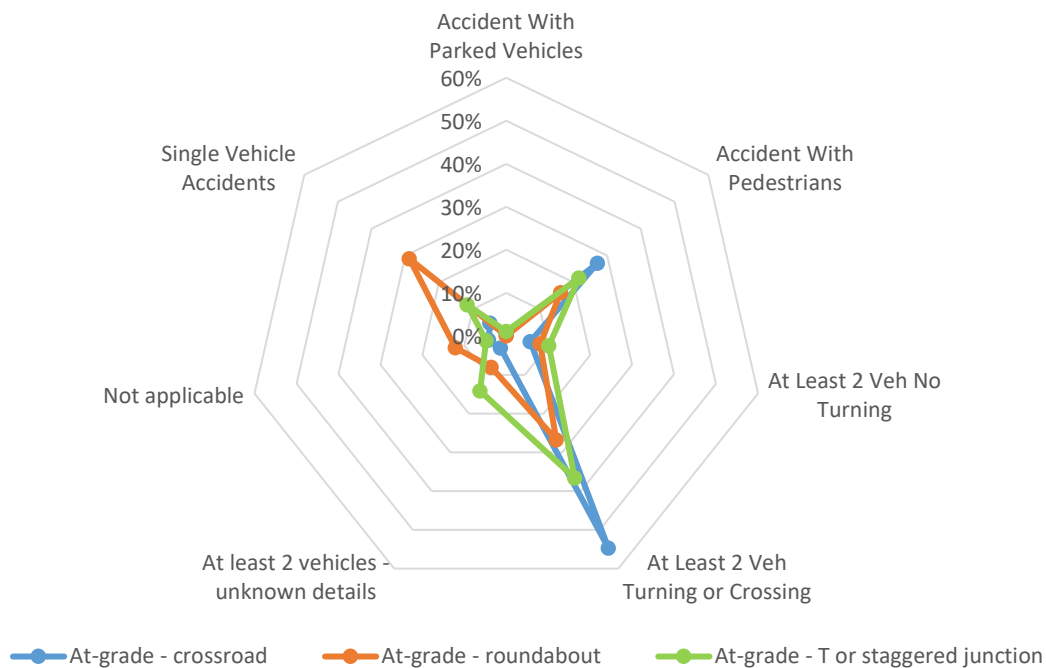 Accident With
Parked Vehicles
60%
50%
40%
30%
20%
10%
0%
Accident With
Pedestrians
At Least 2 Veh No
Turning
At Least 2 Veh
Turning or Crossing
At least 2 vehicles -
unknown details
Not applicable
Single Vehicle
Accidents
At-grade - crossroad
At-grade - roundabout
At-grade - T or staggered junction